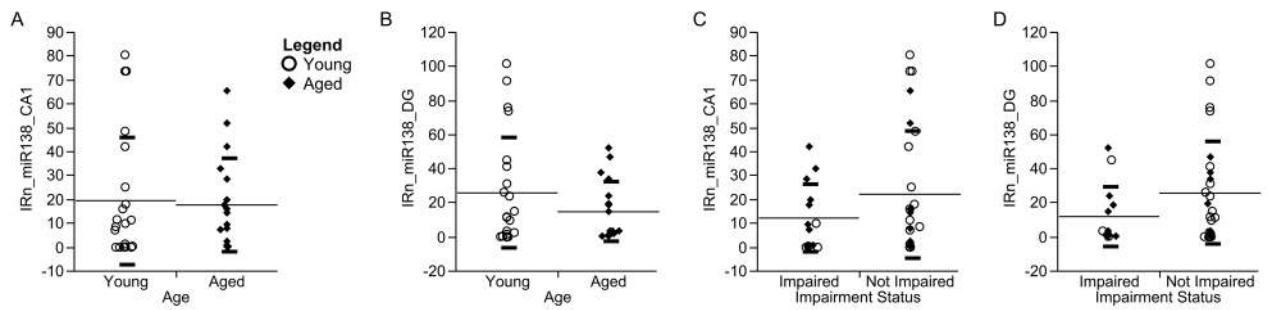 A
IRn_miR138_CA1
90
80
70
60
50
40
30
20
10
0
-10
Young
Aged
Age
Legend
Young
Aged
B
IRn_miR138_DG
120
100
80
60
40
20
0
-20
Young
Aged
Age
C
IRn_miR138_CA1
90
80
70
60
50
40
30
20
10
0
-10
Impaired
Not Impaired
Impairment Status
D
IRn_miR138_DG
120
100
80
60
40
20
0
-20
Impaired
Not Impaired
Impairment Status